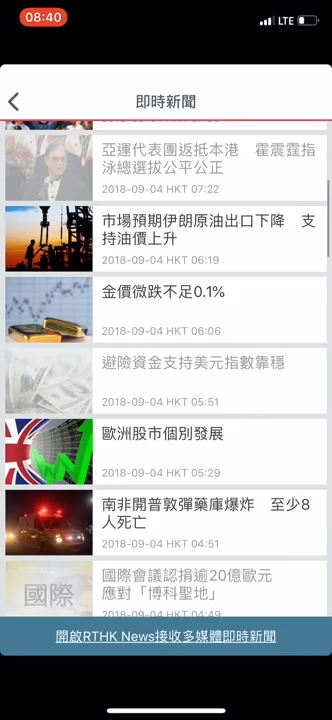 08:40
LTE
即時新聞
亞運代表團返抵本港　霍震霆指
泳總選拔公平公正
2018-09-04 HKT 07:22
市場預期伊朗原油出口下降　支
持油價上升
2018-09-04 HKT 06:19
金價微跌不足0.1%
2018-09-04 HKT 06:06
避險資金支持美元指數靠穩
2018-09-04 HKT 05:51
歐洲股市個別發展
2018-09-04 HKT 05:29
南非開普敦彈藥庫爆炸　至少8
人死亡
2018-09-04 HKT 04:51
國際會議認捐逾20億歐元
應對「博科聖地」
國際
2018-09-04 HKT 04:49
開啟RTHK News接收多媒體即時新聞